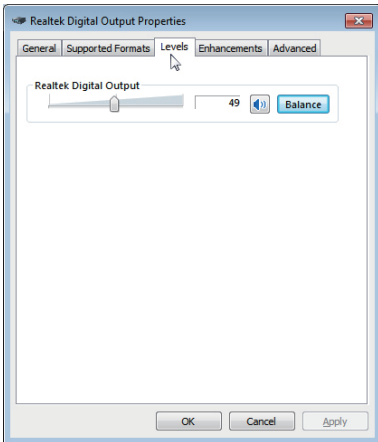 Realtek Digital Output Properties
General Supported Formats Levels Enhancements Advanced
Realtek Digital Output
49 Balance
OK Cancel Apply